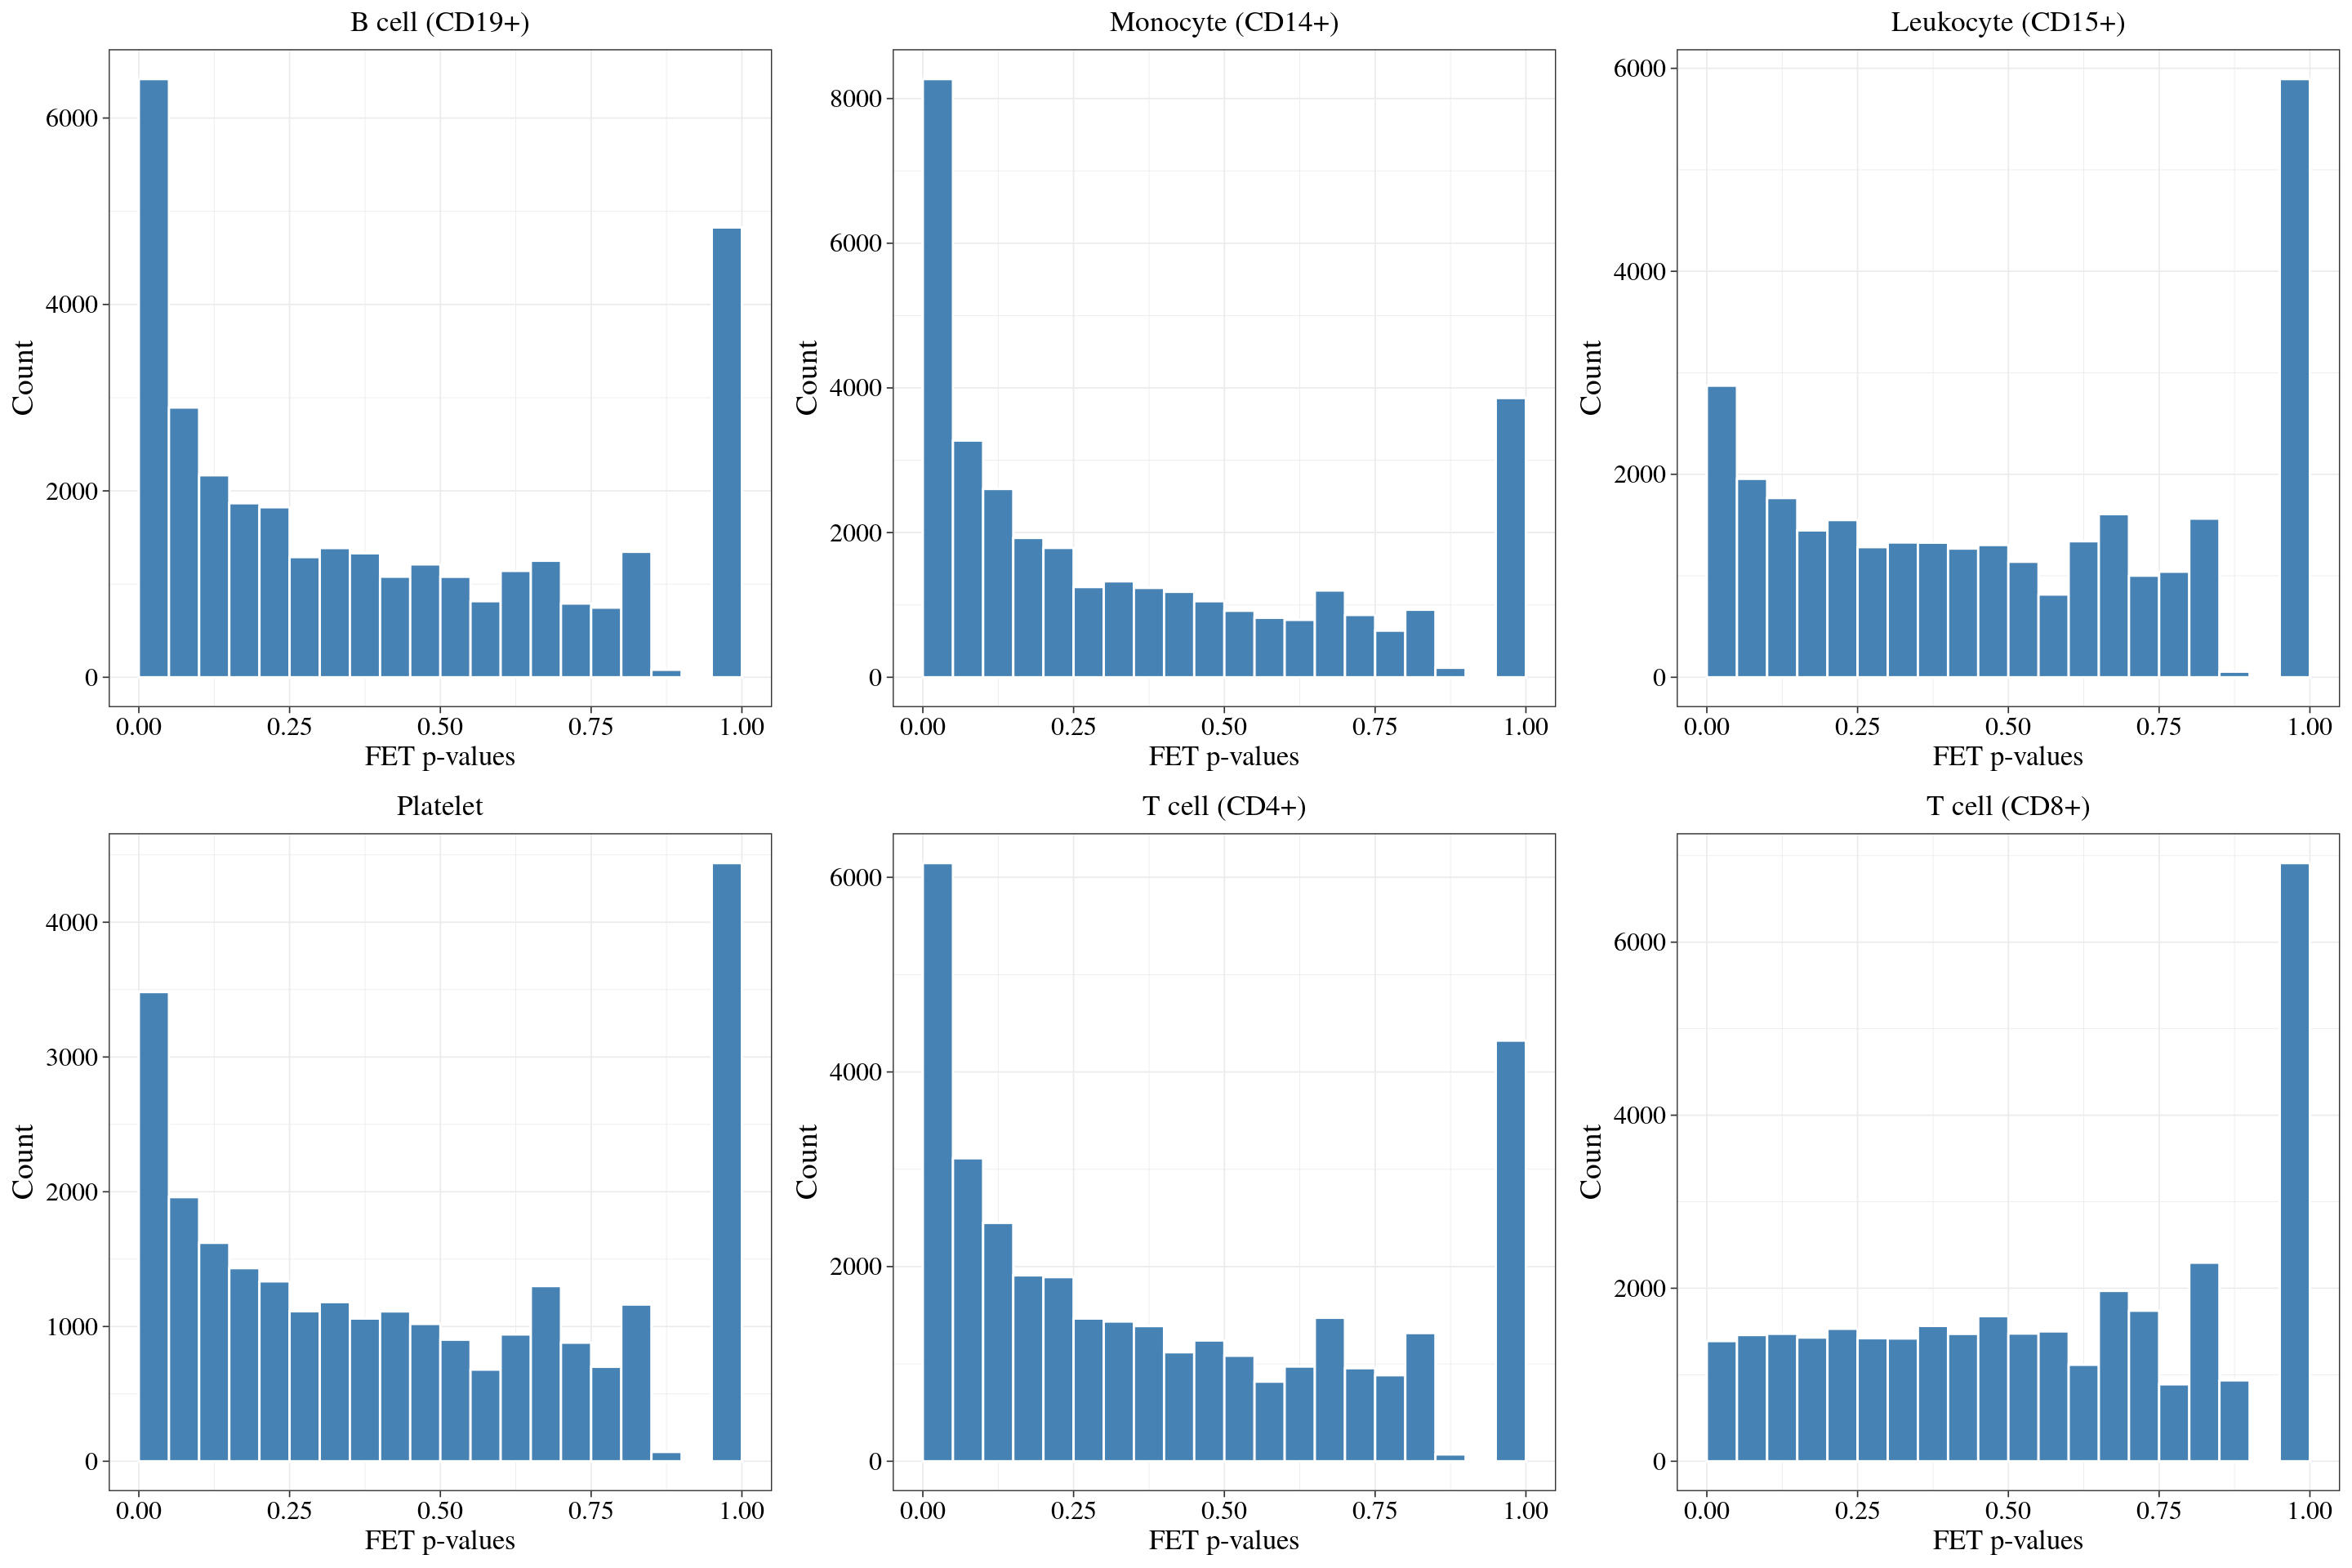 B cell (CD19+)
Count
6000
4000
2000
0
0.00 0.25 0.50 0.75 1.00
FET p-values
Monocyte (CD14+)
Count
8000
6000
4000
2000
0
0.00 0.25 0.50 0.75 1.00
FET p-values
Leukocyte (CD15+)
Count
6000
4000
2000
0
0.00 0.25 0.50 0.75 1.00
FET p-values
Platelet
Count
4000
3000
2000
1000
0
0.00 0.25 0.50 0.75 1.00
FET p-values
T cell (CD4+)
Count
6000
4000
2000
0
0.00 0.25 0.50 0.75 1.00
FET p-values
T cell (CD8+)
Count
6000
4000
2000
0
0.00 0.25 0.50 0.75 1.00
FET p-values